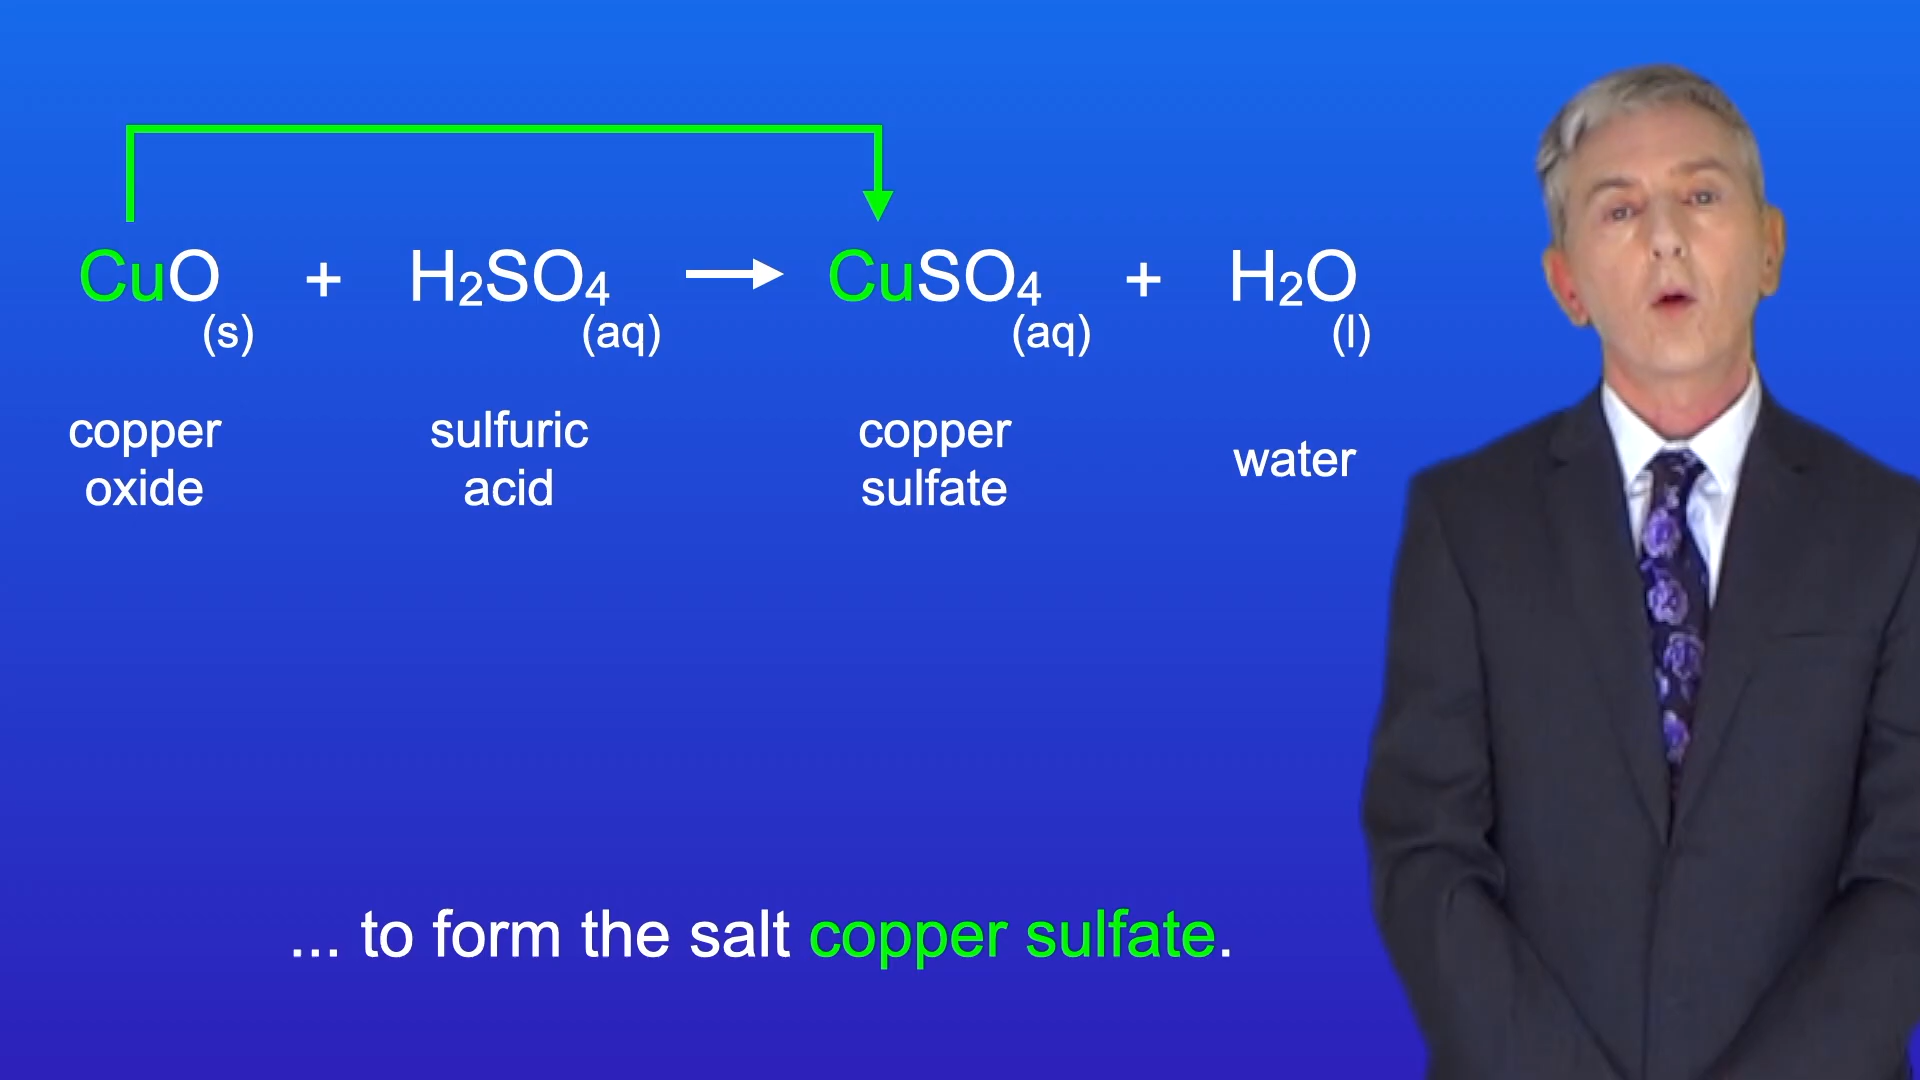 CuO(s) + H2SO4(aq) → CuSO4(aq) + H2O(l)
copper oxide
sulfuric acid
copper sulfate
water
... to form the salt copper sulfate.